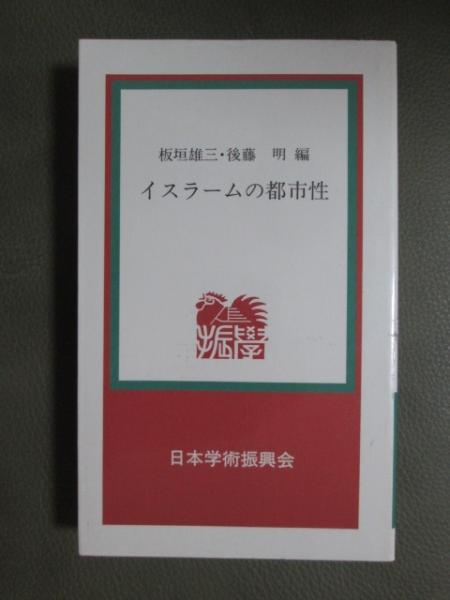 板垣雄三・後藤 明 編
イスラームの都市性
振學
日本学術振興会